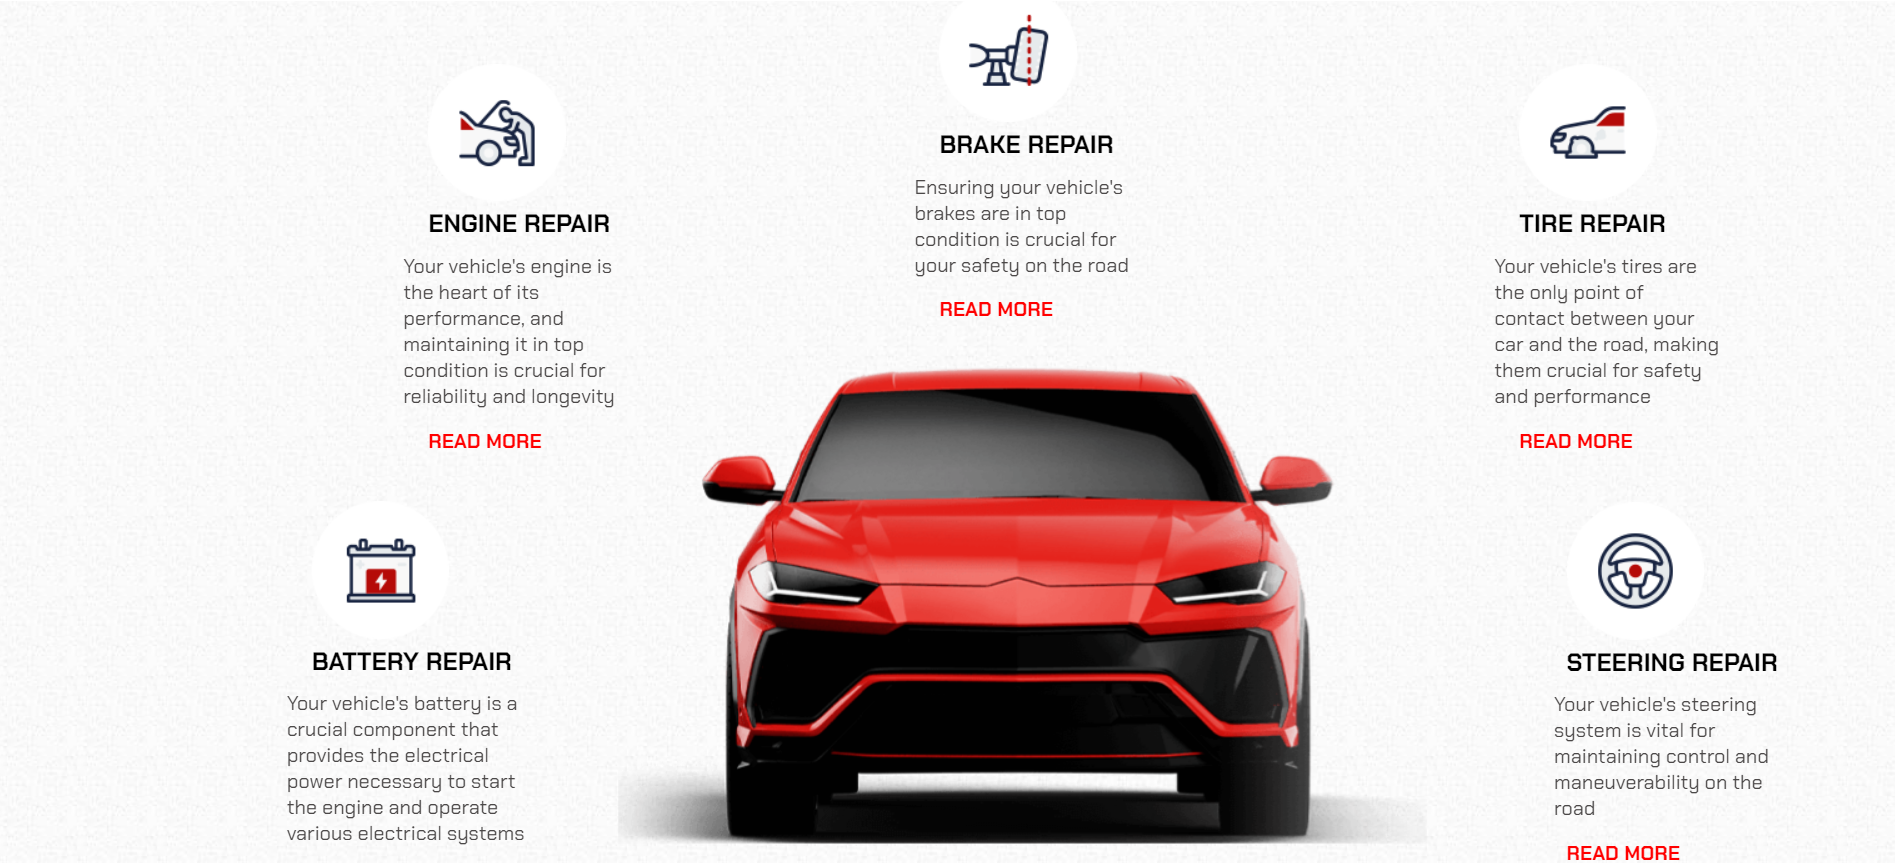 BRAKE REPAIR
Ensuring your vehicle's
brakes are in top
condition is crucial for
your safety on the road
READ MORE
ENGINE REPAIR
Your vehicle's engine is
the heart of its
performance, and
maintaining it in top
condition is crucial for
reliability and longevity
READ MORE
TIRE REPAIR
Your vehicle's tires are
the only point of
contact between your
car and the road, making
them crucial for safety
and performance
READ MORE
BATTERY REPAIR
Your vehicle's battery is a
crucial component that
provides the electrical
power necessary to start
the engine and operate
various electrical systems
STEERING REPAIR
Your vehicle's steering
system is vital for
maintaining control and
maneuverability on the
road
READ MORE